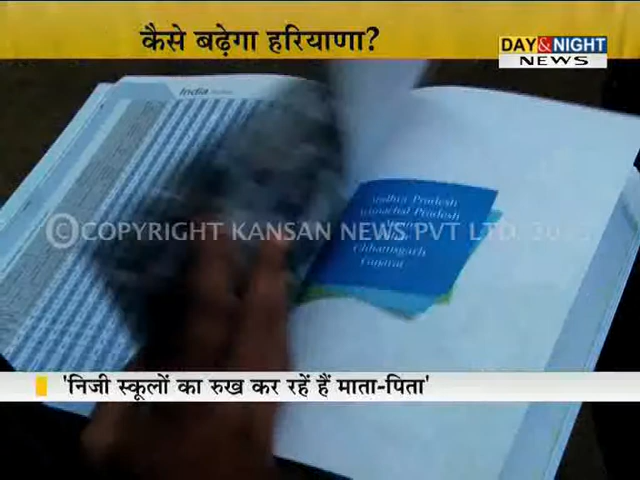 कैसे बढ़ेगा हरियाणा?
DAY&NIGHT
NEWS
India
Andhra Pradesh
Arunachal Pradesh
Chhattisgarh
Gujarat
©COPYRIGHT KANSAN NEWS PVT LTD.
'निजी स्कूलों का रुख कर रहें हैं माता-पिता'